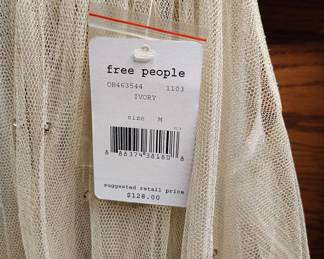 free people
OB463544 1103
IVORY
size M
suggested retail price
$128.00